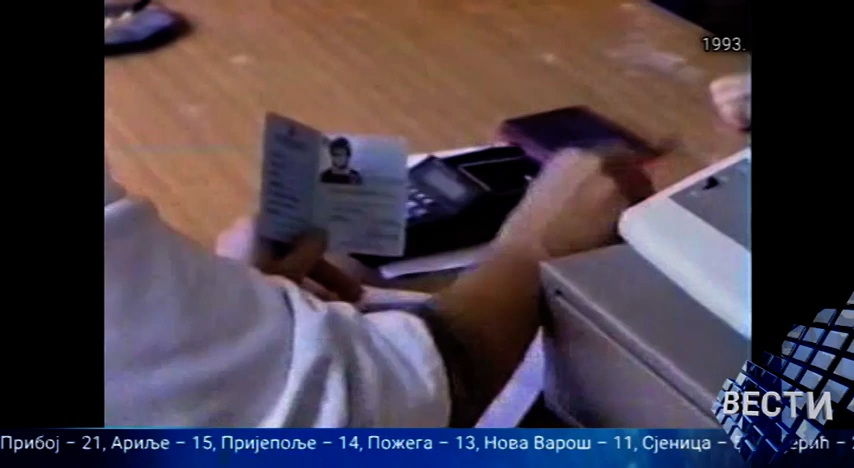 1993.
ВЕСТИ
Прибој – 21, Ариље – 15, Пријепоље – 14, Пожега – 13, Нова Варош – 11, Сјеница –